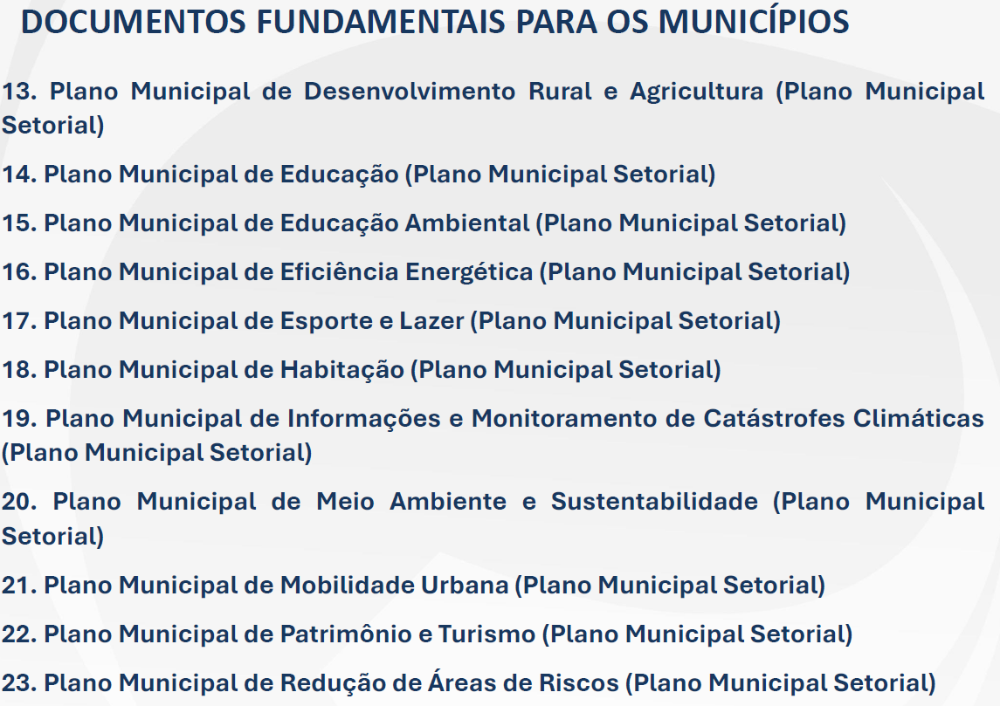 DOCUMENTOS FUNDAMENTAIS PARA OS MUNICÍPIOS
13. Plano Municipal de Desenvolvimento Rural e Agricultura (Plano Municipal
Setorial)
14. Plano Municipal de Educação (Plano Municipal Setorial)
15. Plano Municipal de Educação Ambiental (Plano Municipal Setorial)
16. Plano Municipal de Eficiência Energética (Plano Municipal Setorial)
17. Plano Municipal de Esporte e Lazer (Plano Municipal Setorial)
18. Plano Municipal de Habitação (Plano Municipal Setorial)
19. Plano Municipal de Informações e Monitoramento de Catástrofes Climáticas
(Plano Municipal Setorial)
20. Plano Municipal de Meio Ambiente e Sustentabilidade (Plano Municipal
Setorial)
21. Plano Municipal de Mobilidade Urbana (Plano Municipal Setorial)
22. Plano Municipal de Patrimônio e Turismo (Plano Municipal Setorial)
23. Plano Municipal de Redução de Áreas de Riscos (Plano Municipal Setorial)